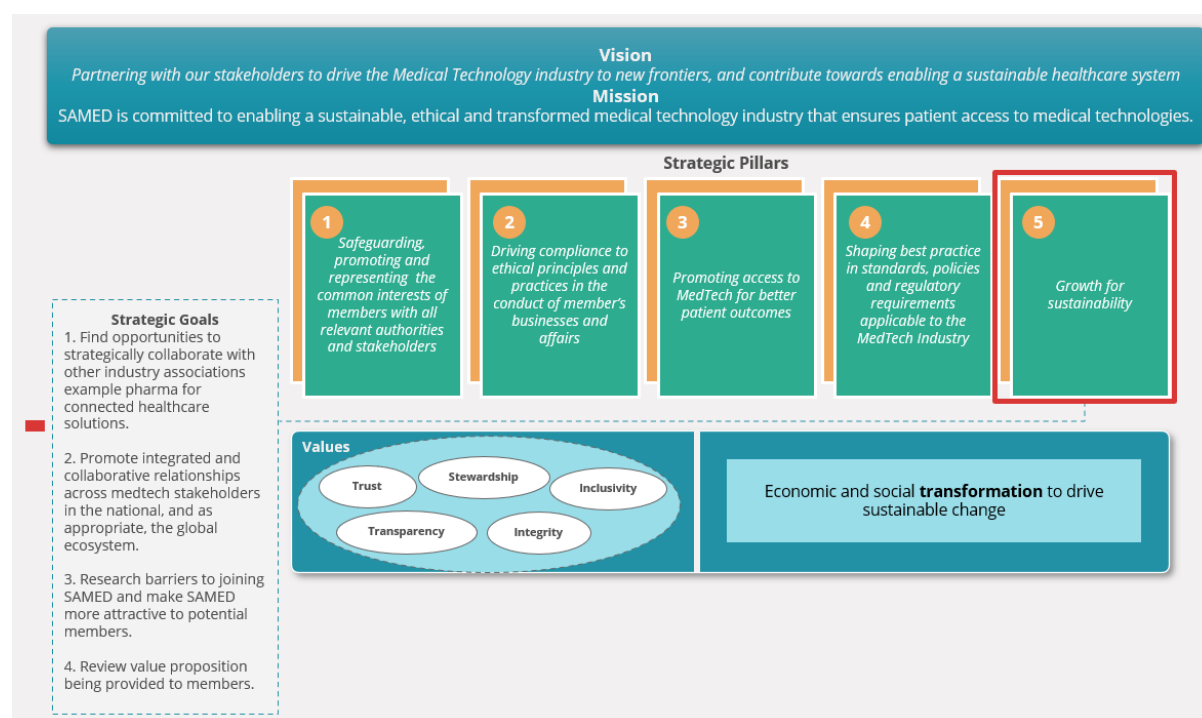 Vision
Partnering with our stakeholders to drive the Medical Technology industry to new frontiers, and contribute towards enabling a sustainable healthcare system
Mission
SAMED is committed to enabling a sustainable, ethical and transformed medical technology industry that ensures patient access to medical technologies.
Strategic Pillars
1
Safeguarding,
promoting and
representing the
common interests of
members with all
relevant authorities
and stakeholders
2
Driving compliance to
ethical principles and
practices in the
conduct of member's
businesses and
affairs
3
Promoting access to
MedTech for better
patient outcomes
4
Shaping best practice
in standards, policies
and regulatory
requirements
applicable to the
MedTech Industry
5
Growth for
sustainability
Strategic Goals
1. Find opportunities to
strategically collaborate with
other industry associations
example pharma for
connected healthcare
solutions.
2. Promote integrated and
collaborative relationships
across medtech stakeholders
in the national, and as
appropriate, the global
ecosystem.
3. Research barriers to joining
SAMED and make SAMED
more attractive to potential
members.
4. Review value proposition
being provided to members.
Values
Trust
Stewardship
Inclusivity
Transparency
Integrity
Economic and social transformation to drive
sustainable change